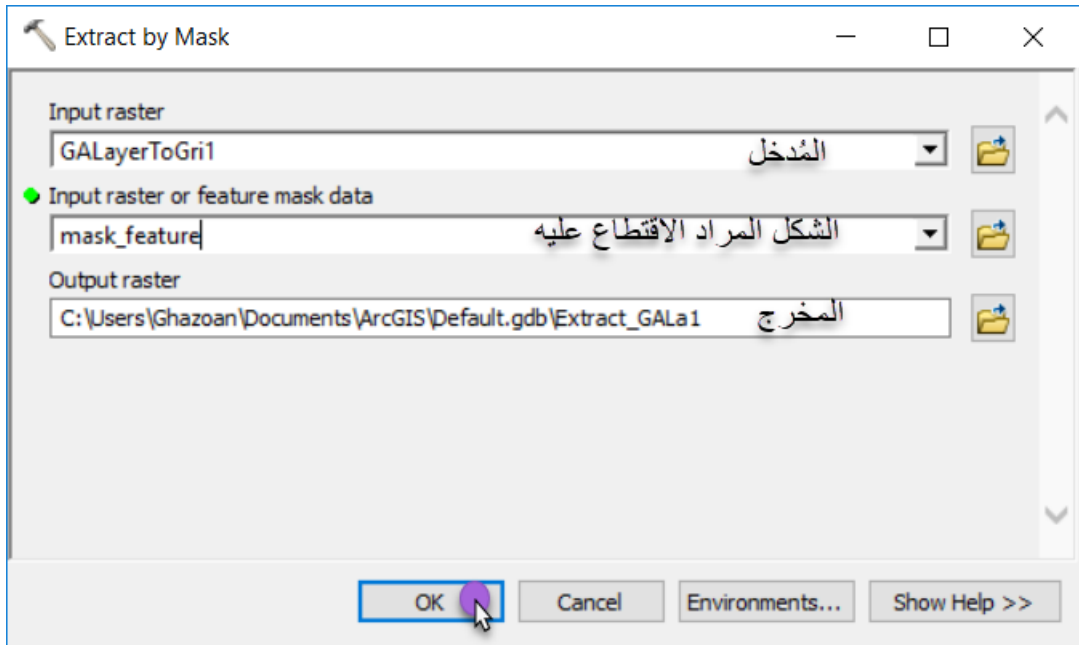 Extract by Mask
Input raster
GALayerToGri1 المُدخل
Input raster or feature mask data
mask_feature الشكل المراد الاقتطاع عليه
Output raster
C:\Users\Ghazoan\Documents\ArcGIS\Default.gdb\Extract_GALa1 المخرج
OK Cancel Environments... Show Help >>